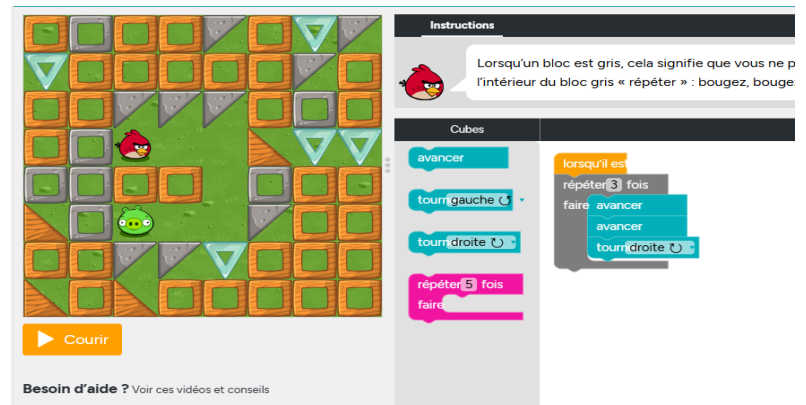 Instructions
Lorsqu'un bloc est gris, cela signifie que vous ne p
l'intérieur du bloc gris « répéter » : bougez, bouge
Cubes
avancer
tourn gauche ↺
tourn droite ↻
répéter 5 fois
faire
lorsqu'il est
répéter 3 fois
faire avancer
avancer
tourn droite ↻
Courir
Besoin d'aide ? Voir ces vidéos et conseils